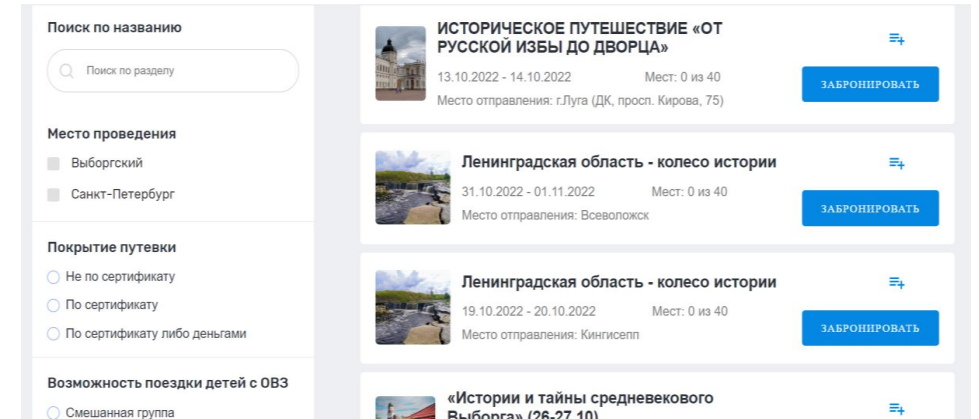 Поиск по названию
Поиск по разделу
Место проведения
Выборгский
Санкт-Петербург
Покрытие путевки
Не по сертификату
По сертификату
По сертификату либо деньгами
Возможность поездки детей с ОВЗ
Смешанная группа
ИСТОРИЧЕСКОЕ ПУТЕШЕСТВИЕ «ОТ
РУССКОЙ ИЗБЫ ДО ДВОРЦА»
13.10.2022 - 14.10.2022 Мест: 0 из 40
Место отправления: г.Луга (ДК, просп. Кирова, 75)
ЗАБРОНИРОВАТЬ
Ленинградская область - колесо истории
31.10.2022 - 01.11.2022 Мест: 0 из 40
Место отправления: Всеволожск
ЗАБРОНИРОВАТЬ
Ленинградская область - колесо истории
19.10.2022 - 20.10.2022 Мест: 0 из 40
Место отправления: Кингисепп
ЗАБРОНИРОВАТЬ
«Истории и тайны средневекового
Выборга» (26-27.10)